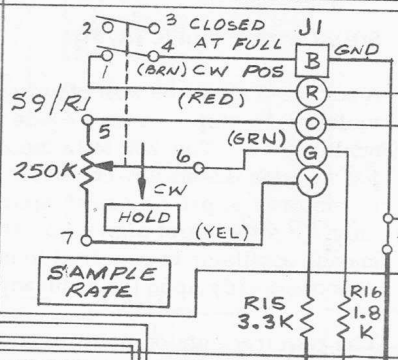 J1
2 3 CLOSED
AT FULL
4
1 (BRN) CW POS
B GND
(RED) R
S9/R1
5 O
(GRN) G
6
250K
CW
HOLD
Y
7 (YEL)
SAMPLE
RATE
R15
3.3K
R16
1.8
K